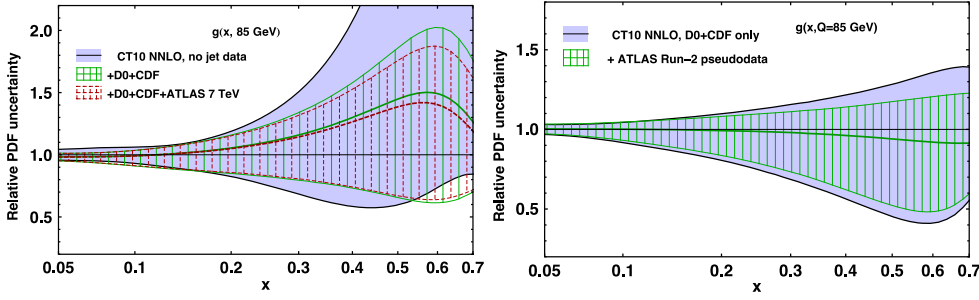 g(x, 85 GeV)
CT10 NNLO, no jet data
+D0+CDF
+D0+CDF+ATLAS 7 TeV
Relative PDF uncertainty
2.0
1.5
1.0
0.5
0.05 0.1 0.2 0.3 0.4 0.5 0.6 0.7
x
g(x,Q=85 GeV)
CT10 NNLO, D0+CDF only
+ ATLAS Run-2 pseudodata
Relative PDF uncertainty
1.5
1.0
0.5
0.0
0.05 0.1 0.2 0.3 0.4 0.5 0.6 0.7
x